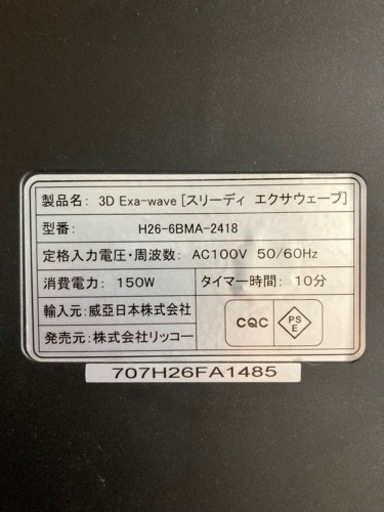 製品名: 3D Exa-wave [スリーディ エクサウェーブ]
型番: H26-6BMA-2418
定格入力電圧・周波数: AC100V 50/60Hz
消費電力: 150W タイマー時間: 10分
輸入元: 威亞日本株式会社
発売元: 株式会社リッコー
CQC
PS
E
707H26FA1485